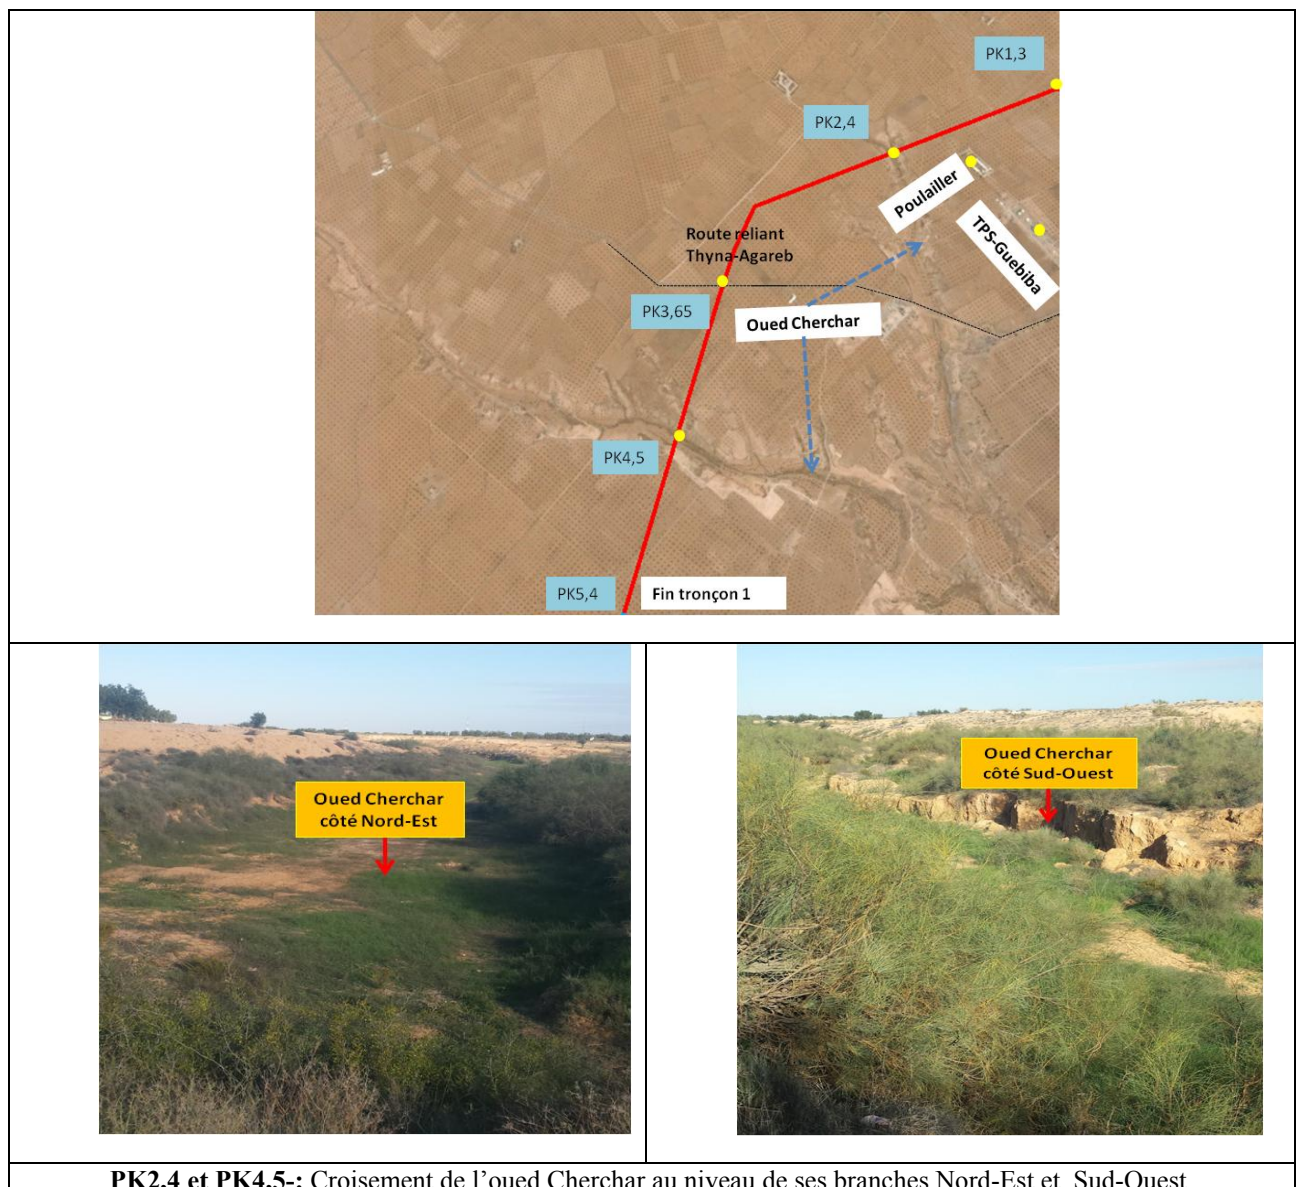 PK1,3
PK2,4
Poulailler
TPS-Guebiba
Route reliant
Thyna-Agareb
PK3,65
Oued Cherchar
PK4,5
PK5,4
Fin tronçon 1
Oued Cherchar
côté Nord-Est
Oued Cherchar
côté Sud-Ouest
PK2,4 et PK4,5-: Croisement de l’oued Cherchar au niveau de ses branches Nord-Est et Sud-Ouest